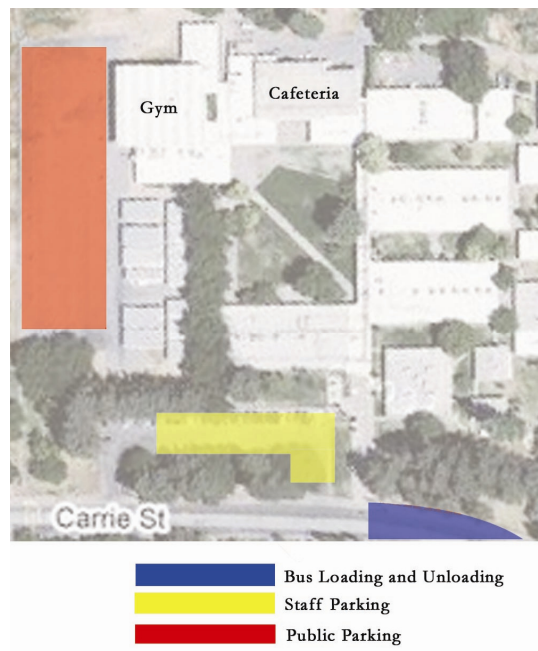 Gym
Cafeteria
Carrie St
Bus Loading and Unloading
Staff Parking
Public Parking